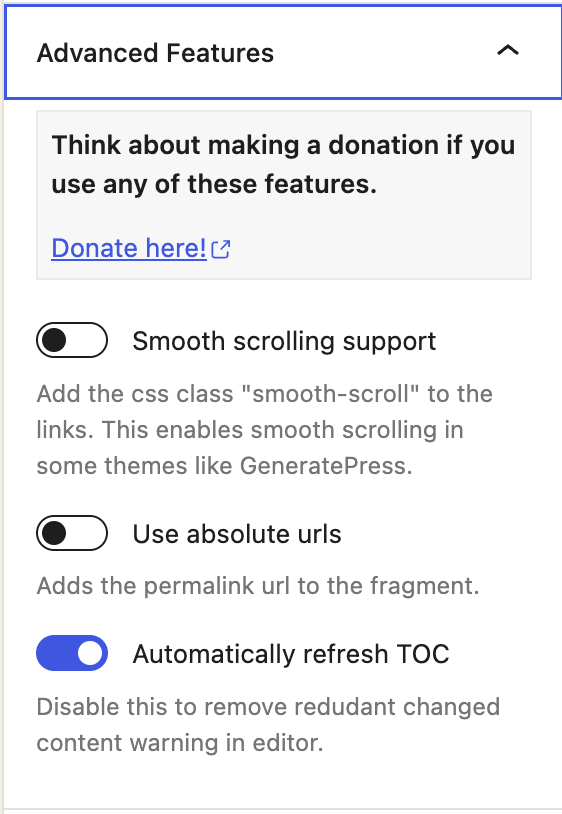 Advanced Features
Think about making a donation if you
use any of these features.
Donate here!
Smooth scrolling support
Add the css class "smooth-scroll" to the
links. This enables smooth scrolling in
some themes like GeneratePress.
Use absolute urls
Adds the permalink url to the fragment.
Automatically refresh TOC
Disable this to remove redudant changed
content warning in editor.